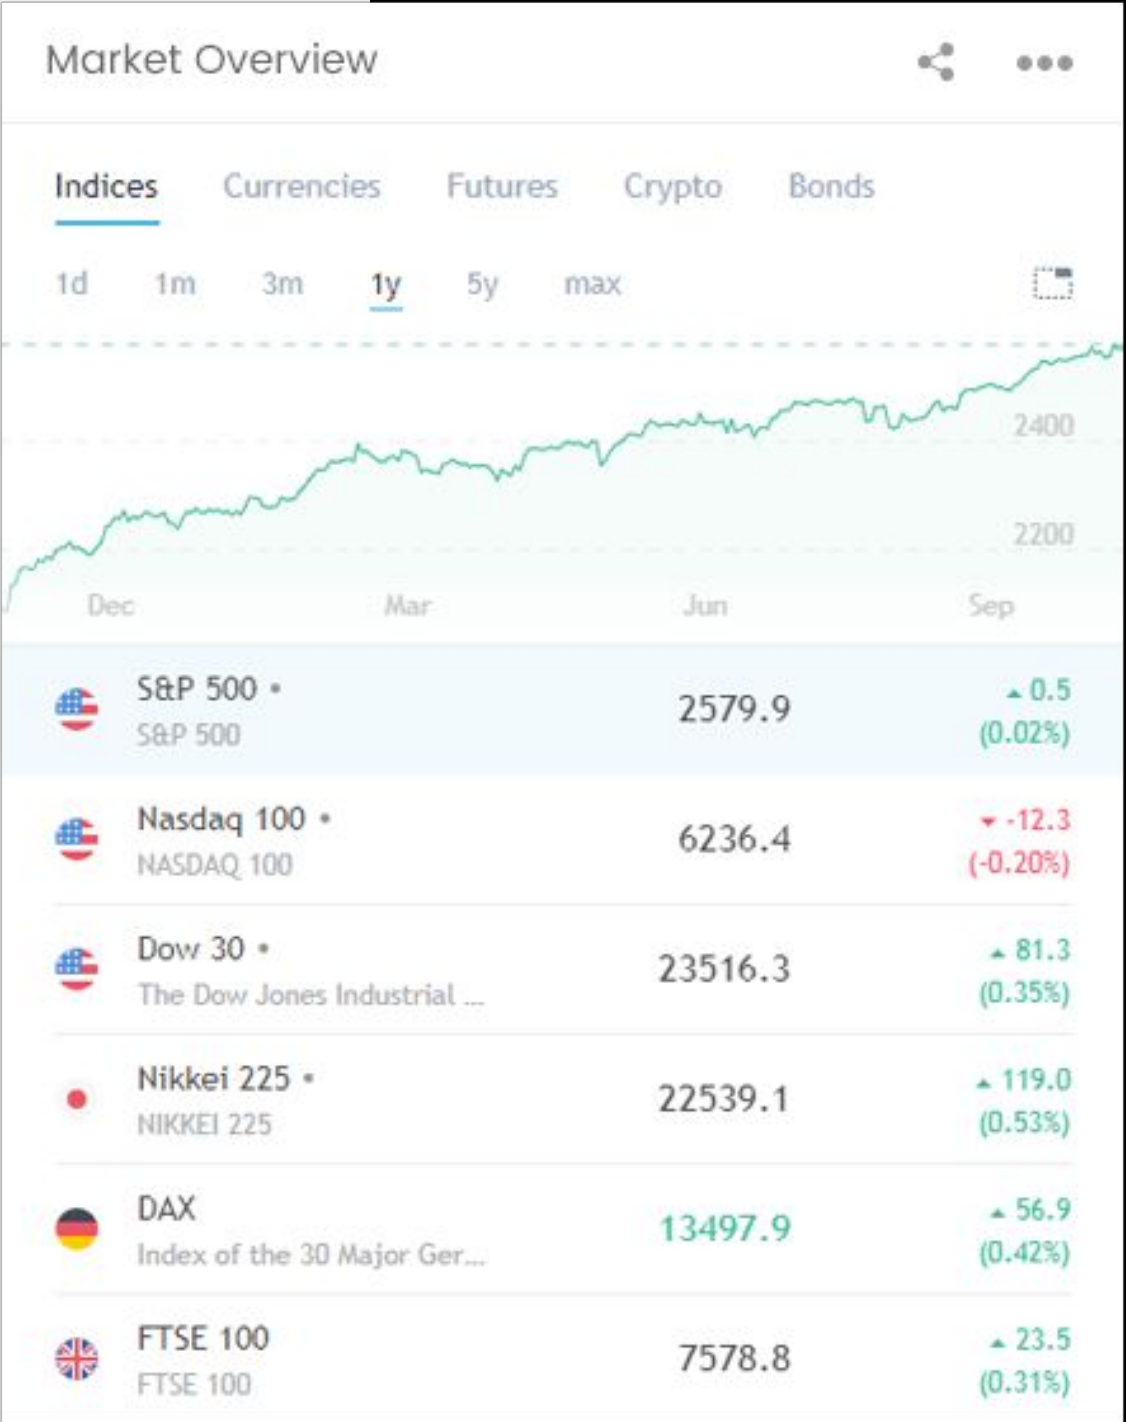 Market Overview
Indices Currencies Futures Crypto Bonds
1d 1m 3m 1y 5y max
2400
2200
Dec Mar Jun Sep
S&P 500 •
S&P 500
2579.9
▲ 0.5
(0.02%)
Nasdaq 100 •
NASDAQ 100
6236.4
▼ -12.3
(-0.20%)
Dow 30 •
The Dow Jones Industrial ...
23516.3
▲ 81.3
(0.35%)
Nikkei 225 •
NIKKEI 225
22539.1
▲ 119.0
(0.53%)
DAX
Index of the 30 Major Ger...
13497.9
▲ 56.9
(0.42%)
FTSE 100
FTSE 100
7578.8
▲ 23.5
(0.31%)